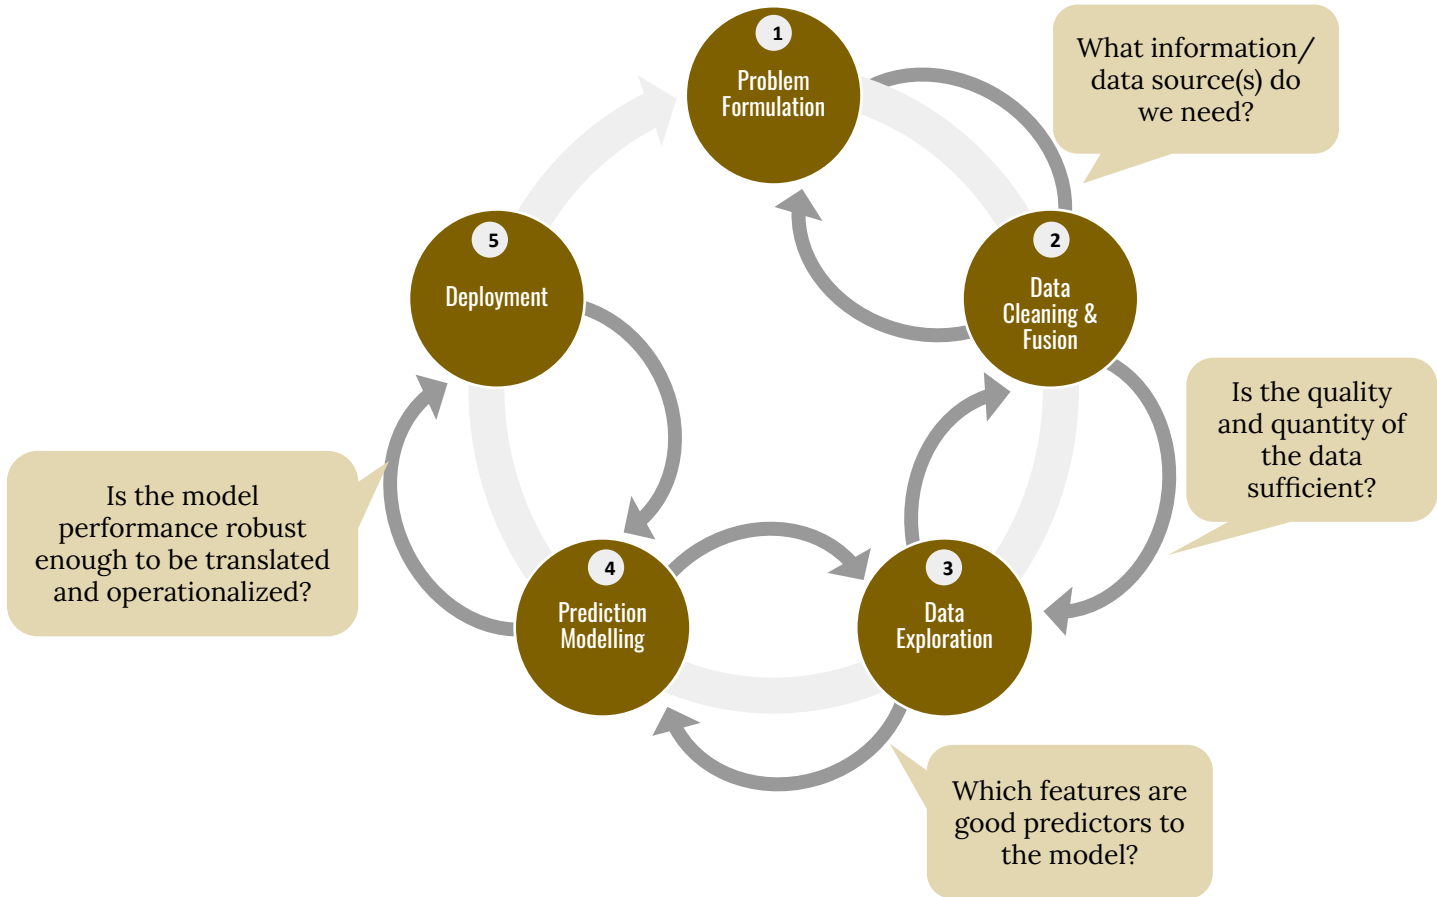 1
Problem
Formulation
What information/
data source(s) do
we need?
2
Data
Cleaning &
Fusion
Is the quality
and quantity of
the data
sufficient?
3
Data
Exploration
Which features are
good predictors to
the model?
4
Prediction
Modelling
Is the model
performance robust
enough to be translated
and operationalized?
5
Deployment